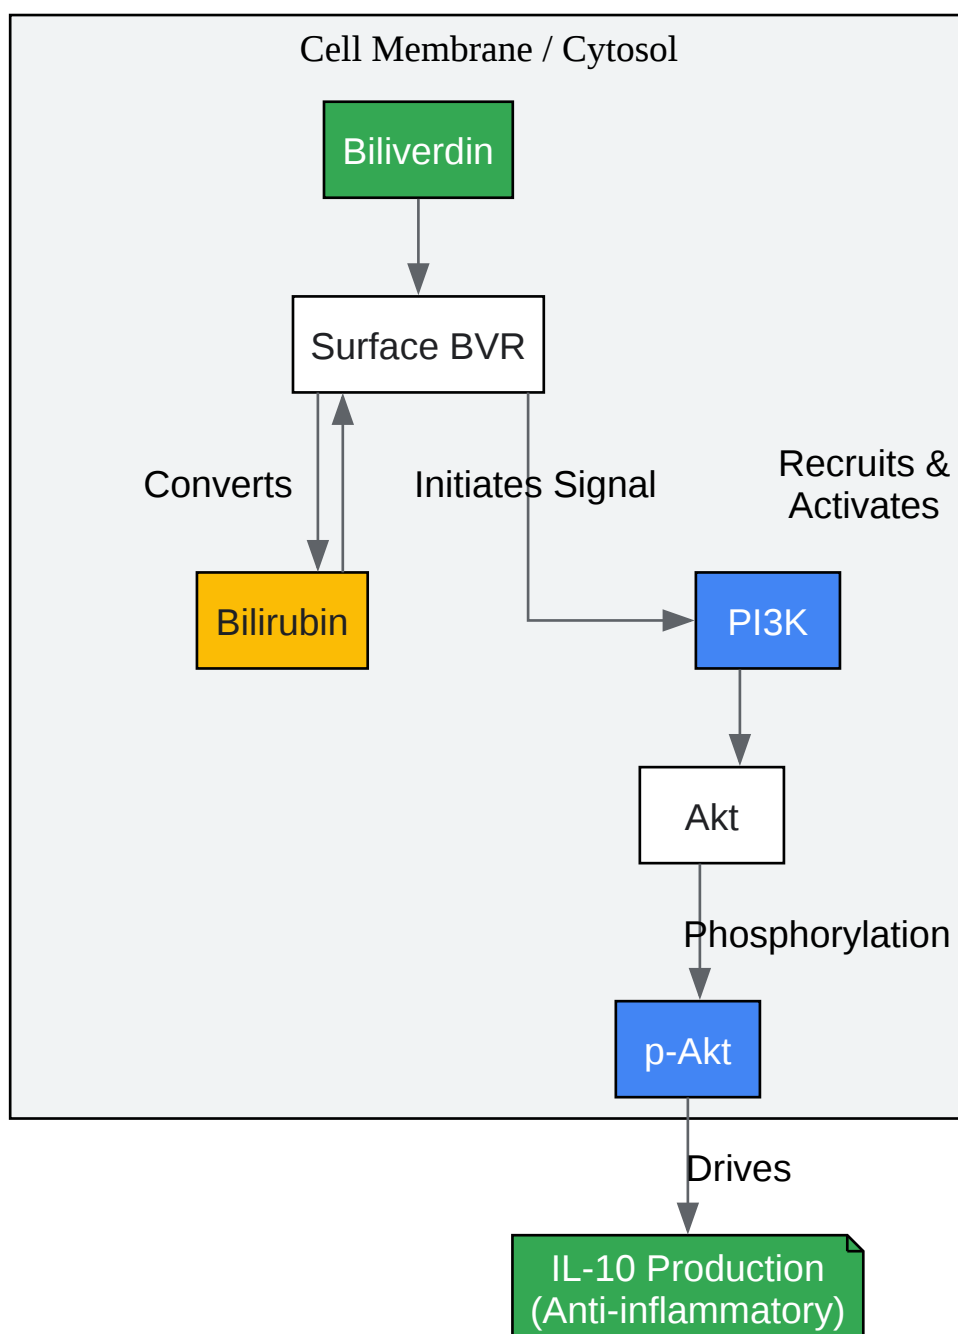 Cell Membrane / Cytosol
Biliverdin
Surface BVR
Converts
Initiates Signal
Recruits &
Activates
Bilirubin
PI3K
Akt
Phosphorylation
p-Akt
Drives
IL-10 Production
(Anti-inflammatory)